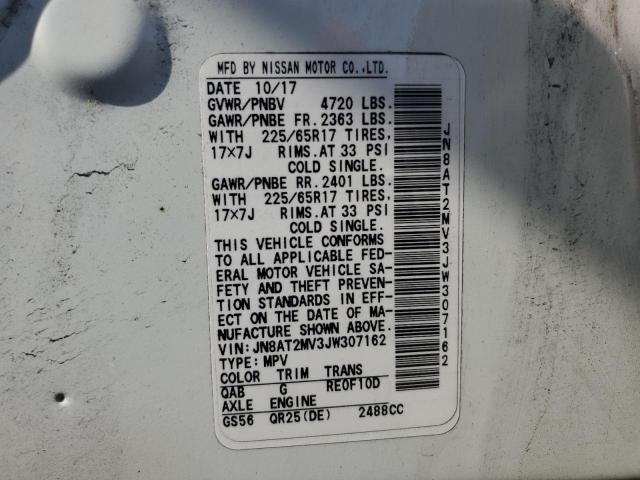 MFD BY NISSAN MOTOR CO.,LTD.
DATE 10/17
GVWR/PNBV 4720 LBS.
GAWR/PNBE FR.2363 LBS.
WITH 225/65R17 TIRES,
17×7J RIMS.AT 33 PSI
COLD SINGLE.
GAWR/PNBE RR.2401 LBS.
WITH 225/65R17 TIRES,
17×7J RIMS.AT 33 PSI
COLD SINGLE.
THIS VEHICLE CONFORMS
TO ALL APPLICABLE FED-
ERAL MOTOR VEHICLE SA-
FETY AND THEFT PREVEN-
TION STANDARDS IN EFF-
ECT ON THE DATE OF MA-
NUFACTURE SHOWN ABOVE.
VIN:JN8AT2MV3JW307162
TYPE:MPV
COLOR TRIM TRANS
QAB G RE0F10D
AXLE ENGINE
GS56 QR25(DE) 2488CC
JN8AT2MV3JW307162